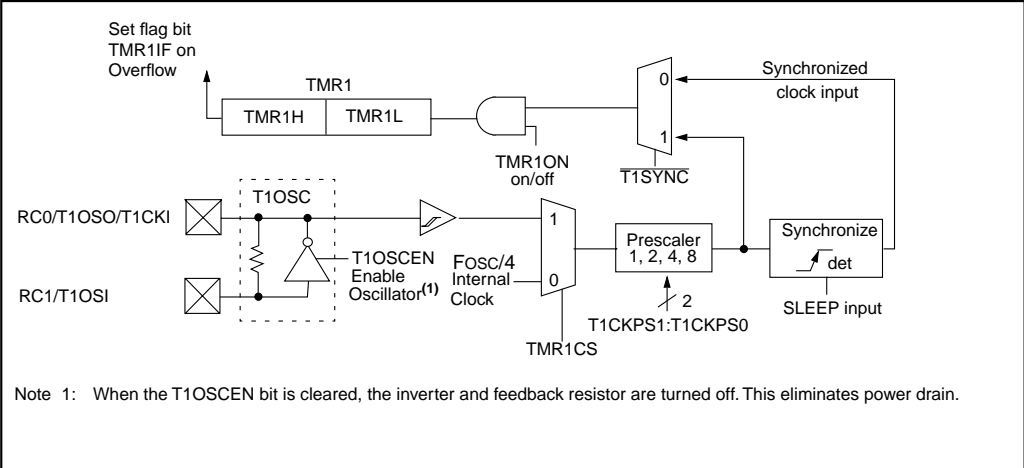 Set flag bit
TMR1IF on
Overflow
TMR1
TMR1H
TMR1L
TMR1ON
on/off
0
1
T1SYNC
Synchronized
clock input
RC0/T1OSO/T1CKI
RC1/T1OSI
T1OSC
T1OSCEN
Enable
Oscillator(1)
FOSC/4
Internal
Clock
1
0
TMR1CS
Prescaler
1, 2, 4, 8
2
T1CKPS1:T1CKPS0
Synchronize
det
SLEEP input
Note 1: When the T1OSCEN bit is cleared, the inverter and feedback resistor are turned off. This eliminates power drain.